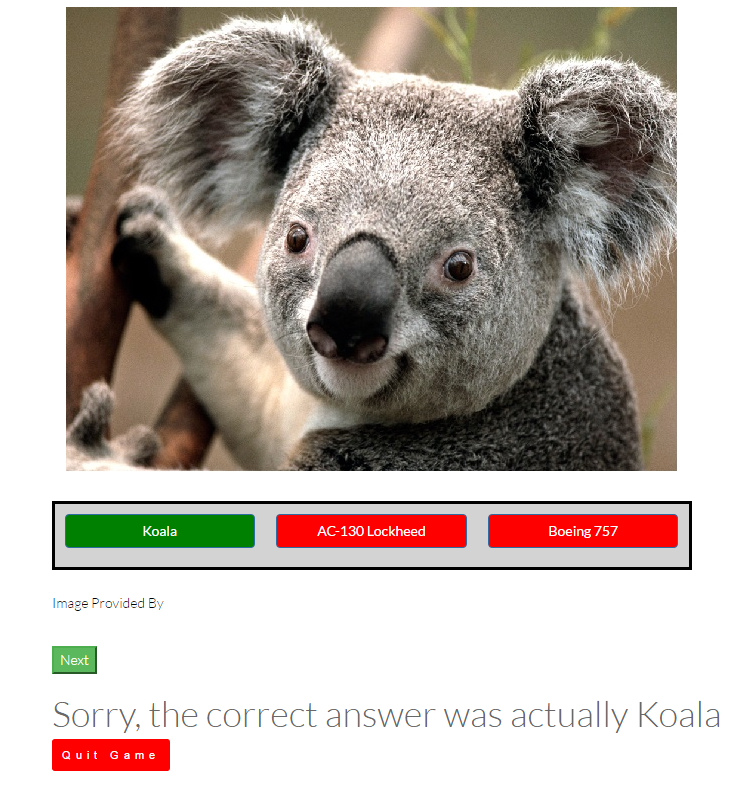 Koala
AC-130 Lockheed
Boeing 757
Image Provided By
Next
Sorry, the correct answer was actually Koala
Quit Game